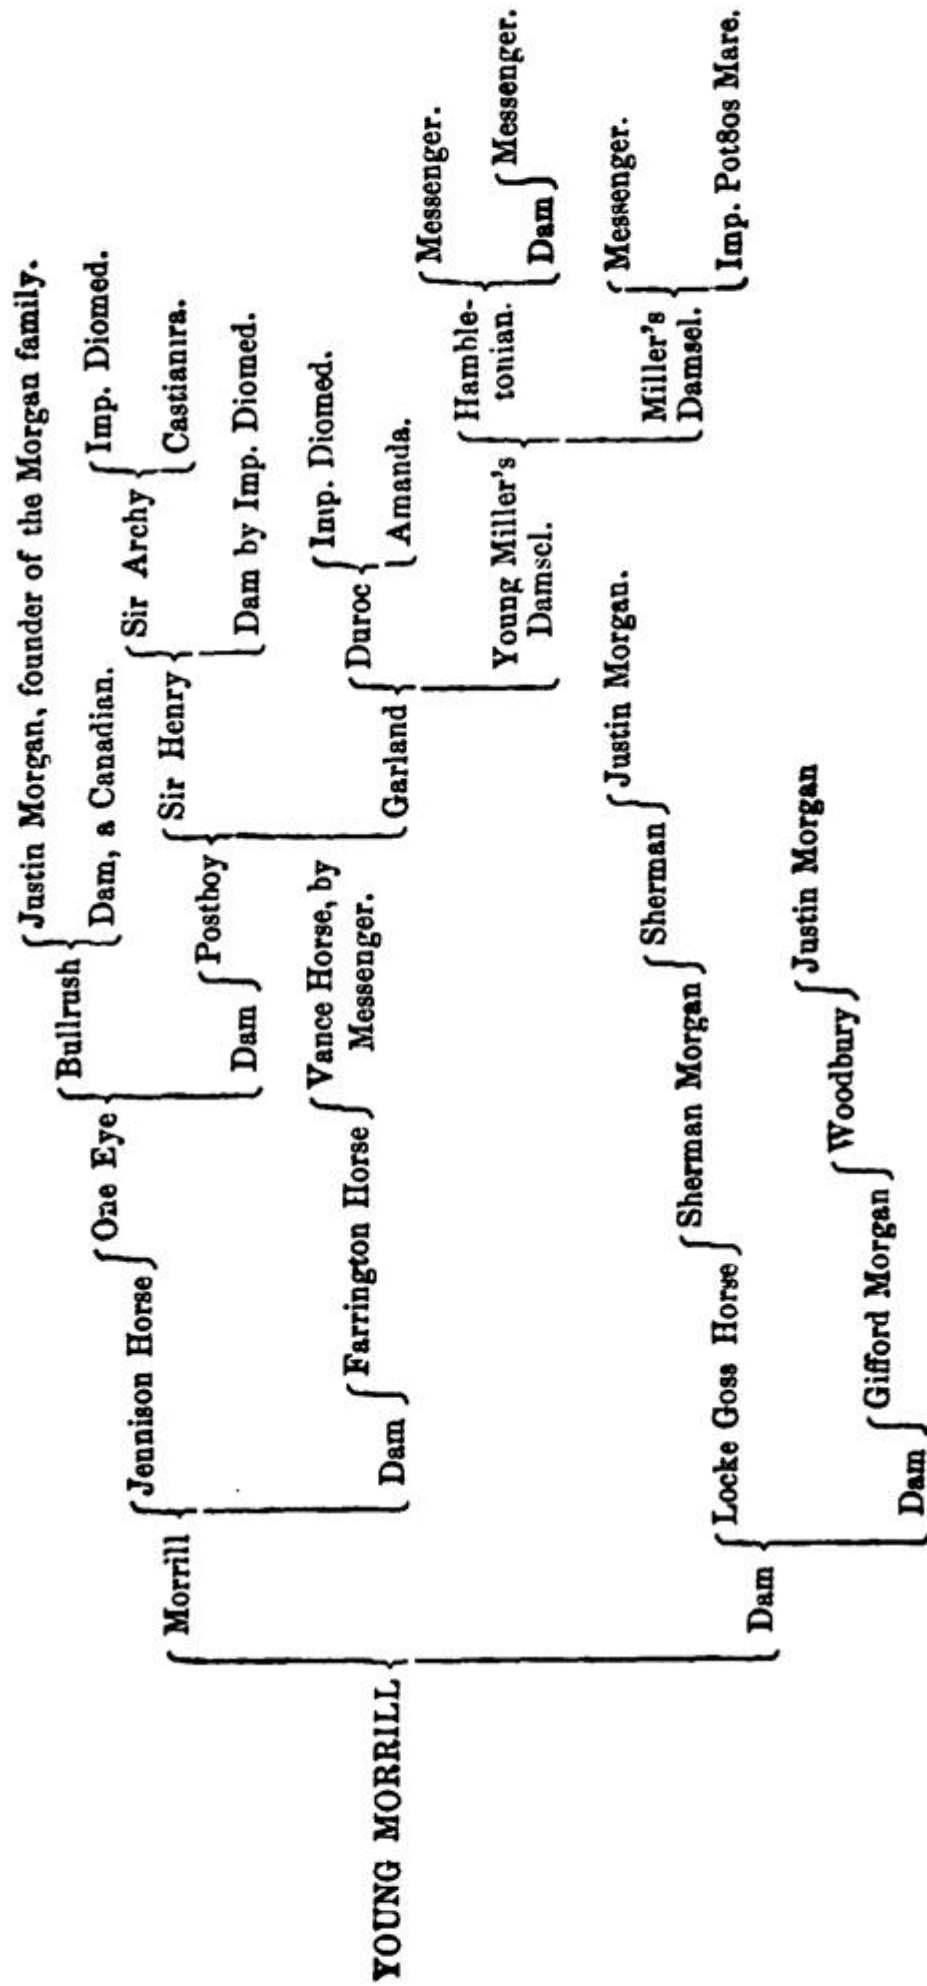 YOUNG MORRILL
Morrill
Jennison Horse
One Eye
Bullrush
Justin Morgan, founder of the Morgan family.
Dam, a Canadian.
Dam
Postboy
Sir Henry
Sir Archy
Imp. Diomed.
Castianira.
Dam by Imp. Diomed.
Garland
Duroc
Imp. Diomed.
Amanda.
Young Miller's
Damsel.
Hamble-
tonian.
Messenger.
Dam
Messenger.
Miller's
Damsel.
Messenger.
Imp. Pot8os Mare.
Dam
Farrington Horse
Vance Horse, by
Messenger.
Dam
Locke Goss Horse
Sherman Morgan
Sherman
Justin Morgan.
Dam
Gifford Morgan
Woodbury
Justin Morgan